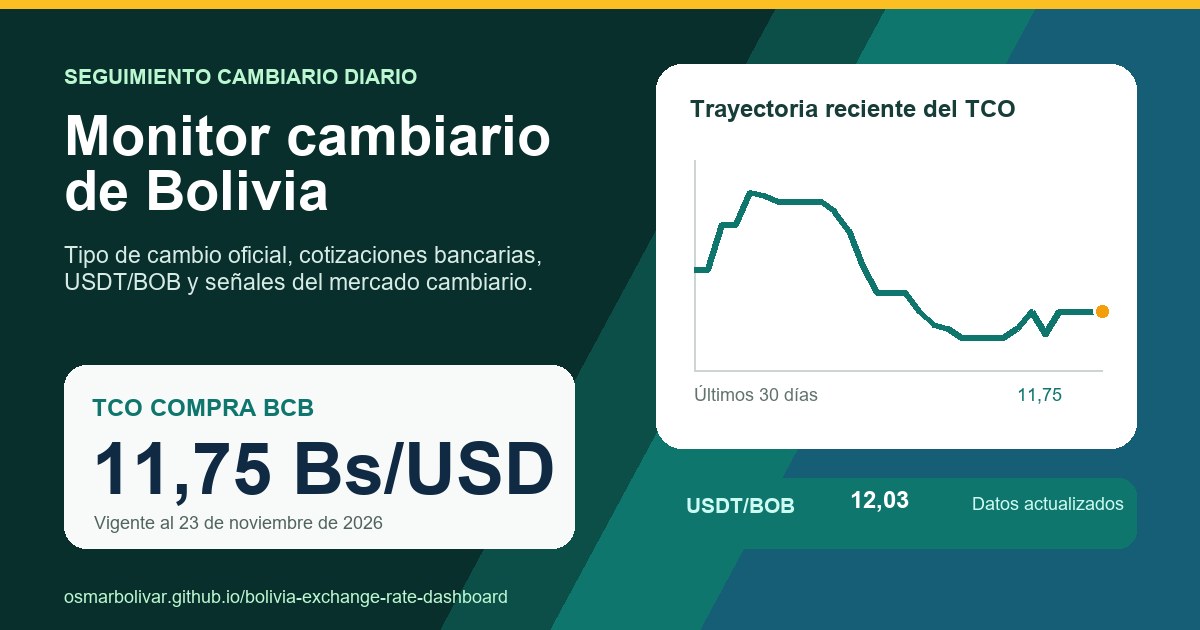 SEGUIMIENTO CAMBIARIO DIARIO
Monitor cambiario
de Bolivia
Tipo de cambio oficial, cotizaciones bancarias,
USDT/BOB y señales del mercado cambiario.
TCO COMPRA BCB
11,75 Bs/USD
Vigente al 23 de noviembre de 2026
osmarbolivar.github.io/bolivia-exchange-rate-dashboard
Trayectoria reciente del TCO
Últimos 30 días
11,75
USDT/BOB
12,03
Datos actualizados